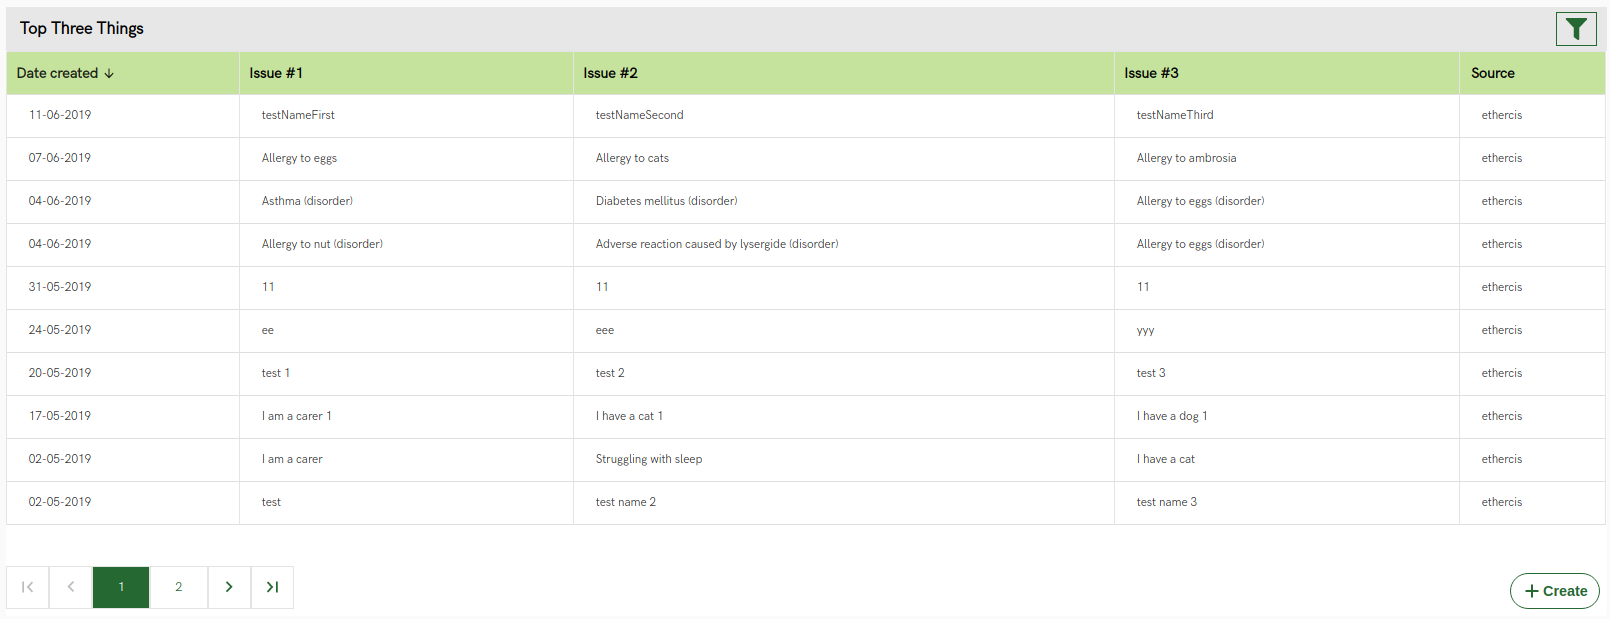 Top Three Things
Date created ↓ Issue #1 Issue #2 Issue #3 Source
11-06-2019 testNameFirst testNameSecond testNameThird ethercis
07-06-2019 Allergy to eggs Allergy to cats Allergy to ambrosia ethercis
04-06-2019 Asthma (disorder) Diabetes mellitus (disorder) Allergy to eggs (disorder) ethercis
04-06-2019 Allergy to nut (disorder) Adverse reaction caused by lysergide (disorder) Allergy to eggs (disorder) ethercis
31-05-2019 11 11 11 ethercis
24-05-2019 ee eee yyy ethercis
20-05-2019 test 1 test 2 test 3 ethercis
17-05-2019 I am a carer 1 I have a cat 1 I have a dog 1 ethercis
02-05-2019 I am a carer Struggling with sleep I have a cat ethercis
02-05-2019 test test name 2 test name 3 ethercis
1 2
+ Create